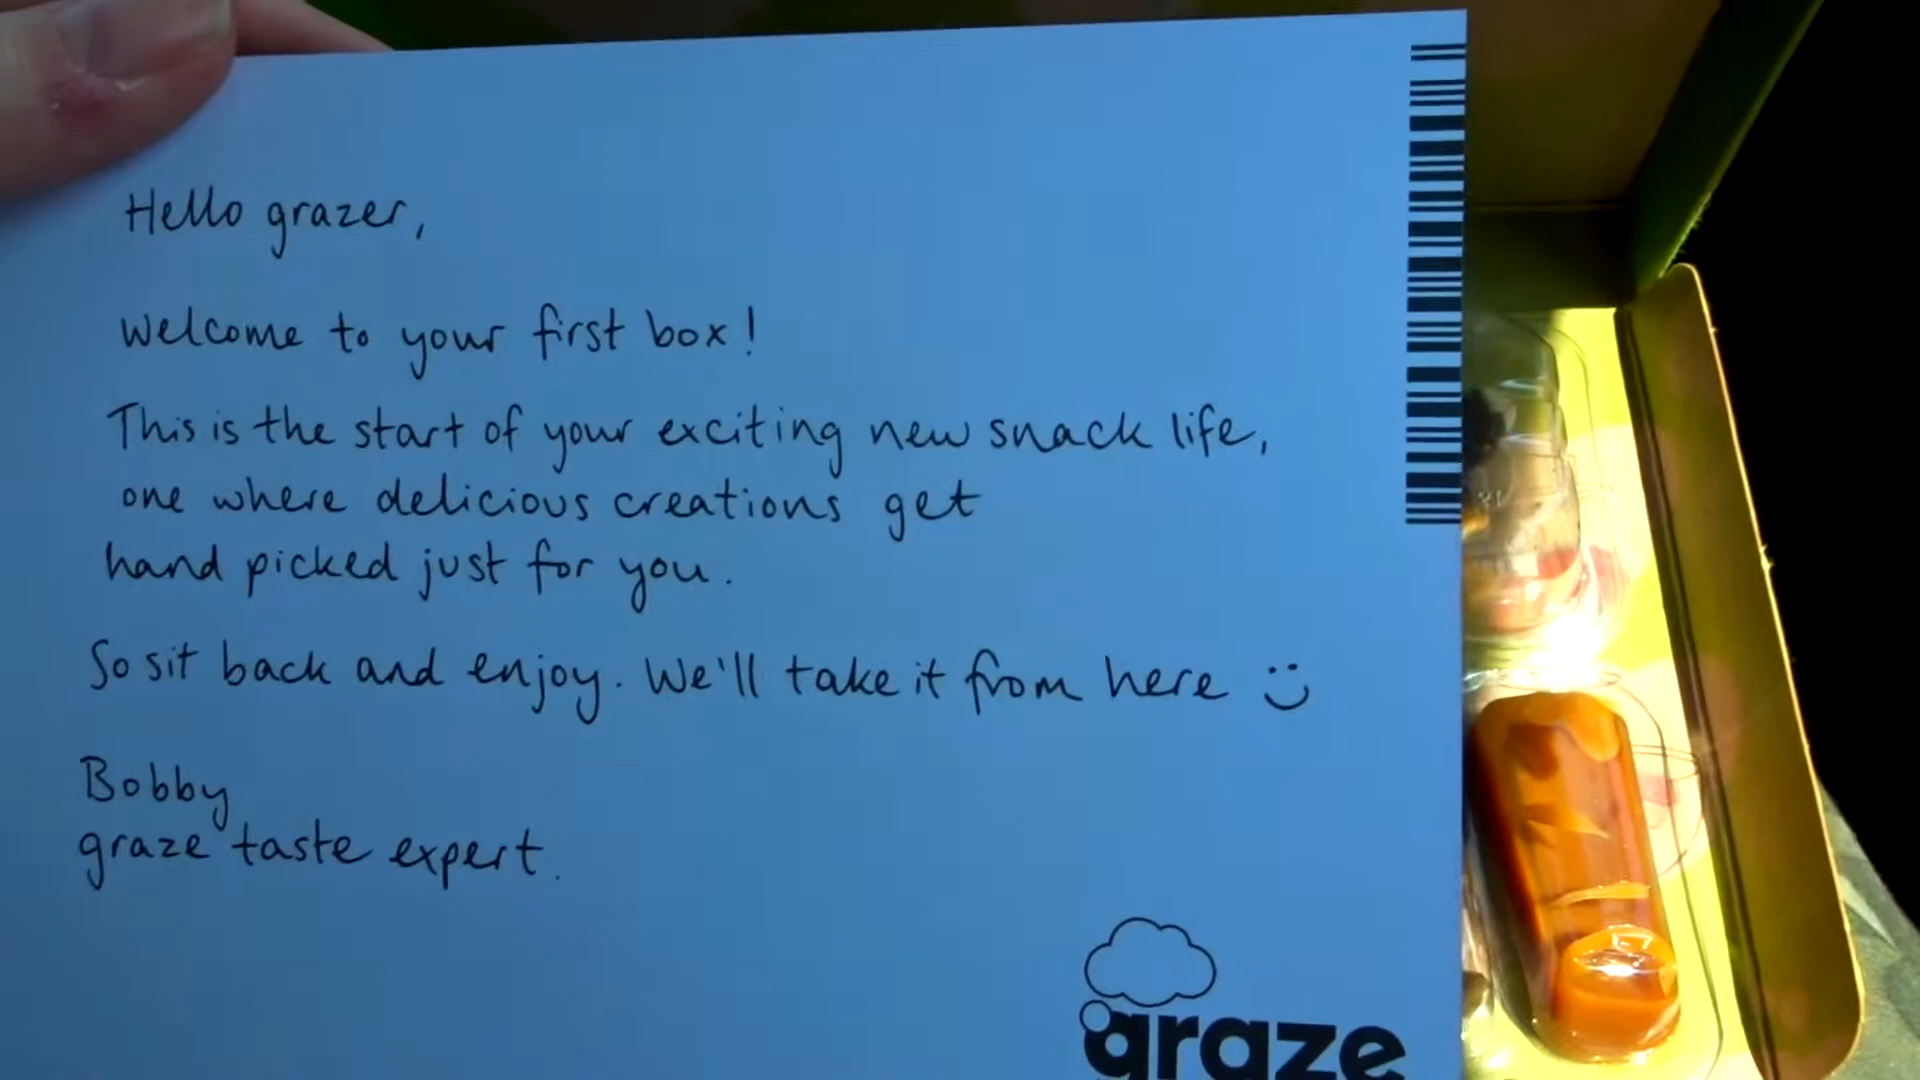 Hello grazer,
Welcome to your first box!
This is the start of your exciting new snack life,
one where delicious creations get
hand picked just for you.
So sit back and enjoy. We'll take it from here :)
Bobby
graze taste expert.
graze